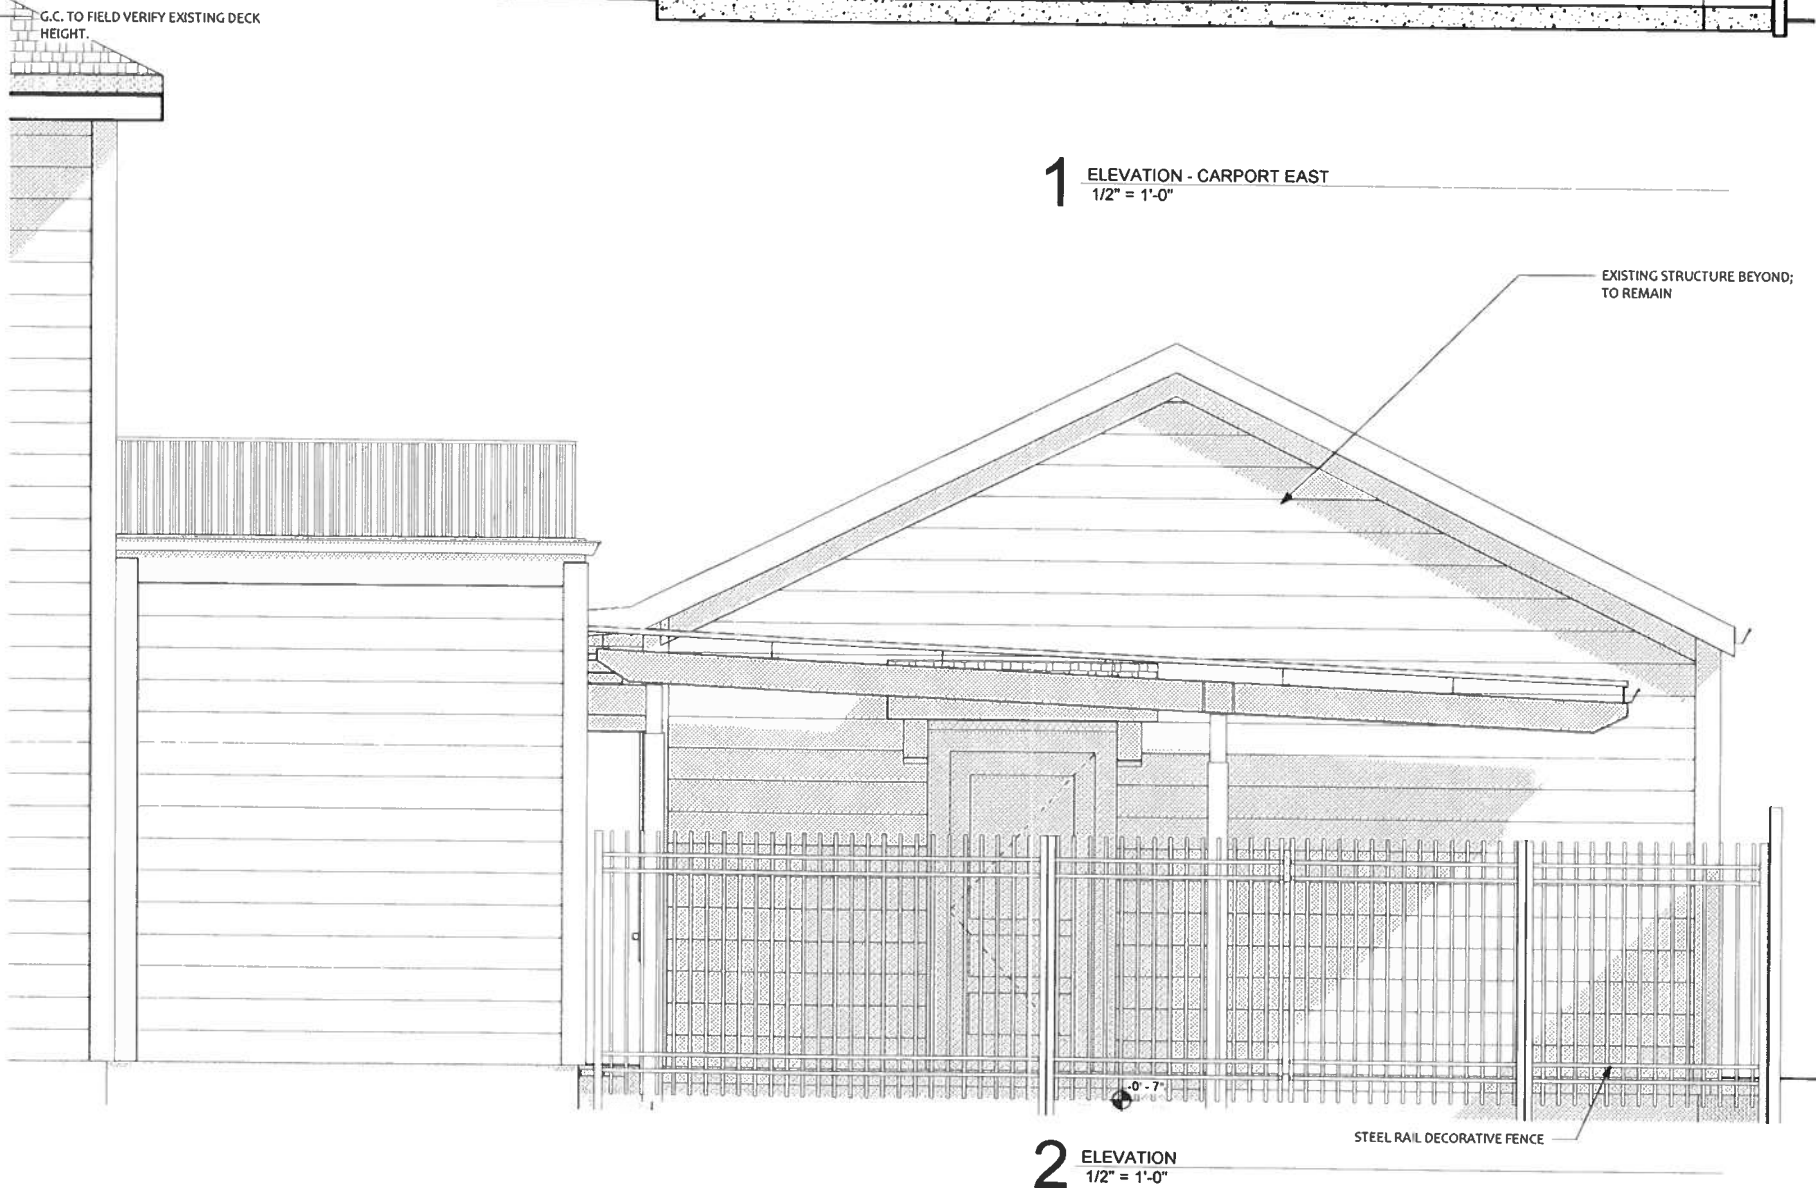 G.C. TO FIELD VERIFY EXISTING DECK
HEIGHT.
1 ELEVATION - CARPORT EAST
1/2" = 1'-0"
EXISTING STRUCTURE BEYOND;
TO REMAIN
-0' - 7"
STEEL RAIL DECORATIVE FENCE
2 ELEVATION
1/2" = 1'-0"